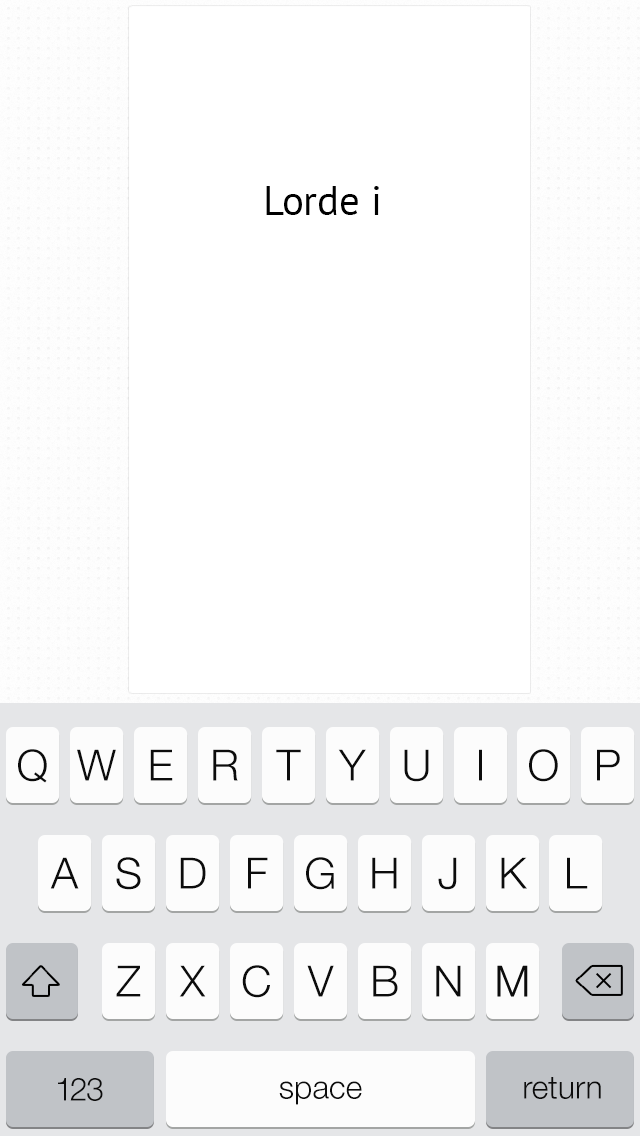 Lorde i
Q W E R T Y U I O P
A S D F G H J K L
Z X C V B N M
123 space return